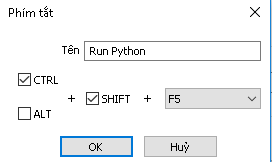 Phím tắt
Tên Run Python
CTRL
+ SHIFT + F5
ALT
OK Huỷ